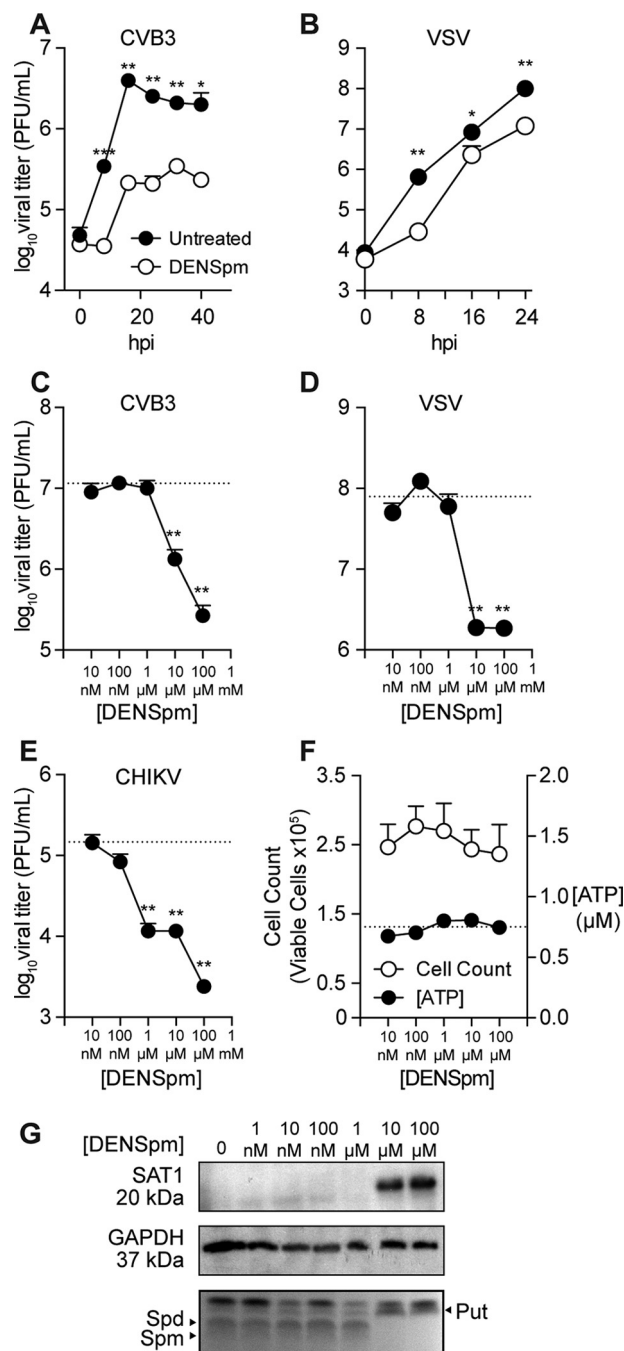 A
CVB3
log10viral titer (PFU/mL)
7
6
5
4
***
**
**
**
*
Untreated
DENSpm
0 20 40
hpi
B
VSV
9
8
7
6
5
4
3
**
*
**
0 8 16 24
hpi
C
CVB3
log10viral titer (PFU/mL)
8
7
6
5
**
**
10 nM 100 nM 1 µM 10 µM 100 µM 1 mM
[DENSpm]
D
VSV
9
8
7
6
** **
10 nM 100 nM 1 µM 10 µM 100 µM 1 mM
[DENSpm]
E
CHIKV
log10viral titer (PFU/mL)
6
5
4
3
** **
**
10 nM 100 nM 1 µM 10 µM 100 µM 1 mM
[DENSpm]
F
Cell Count
(Viable Cells x10⁵)
3.5
2.5
1.5
0.5
0
2.0
1.5
1.0
0.5
0.0
[ATP]
(µM)
Cell Count
[ATP]
10 nM 100 nM 1 µM 10 µM 100 µM
[DENSpm]
G
[DENSpm] 0 1 nM 10 nM 100 nM 1 µM 10 µM 100 µM
SAT1
20 kDa
GAPDH
37 kDa
Spd
Spm
Put